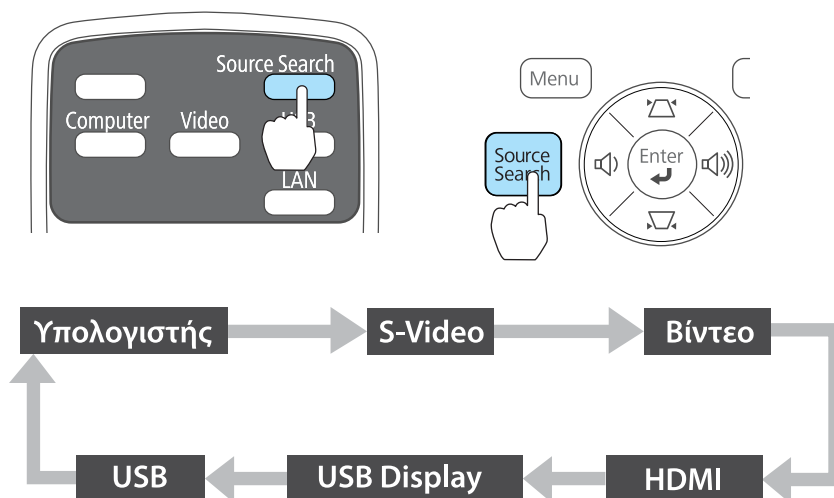 Source Search
Computer Video
LAN
Menu
Source
Search
Enter
Υπολογιστής S-Video Βίντεο
USB USB Display HDMI